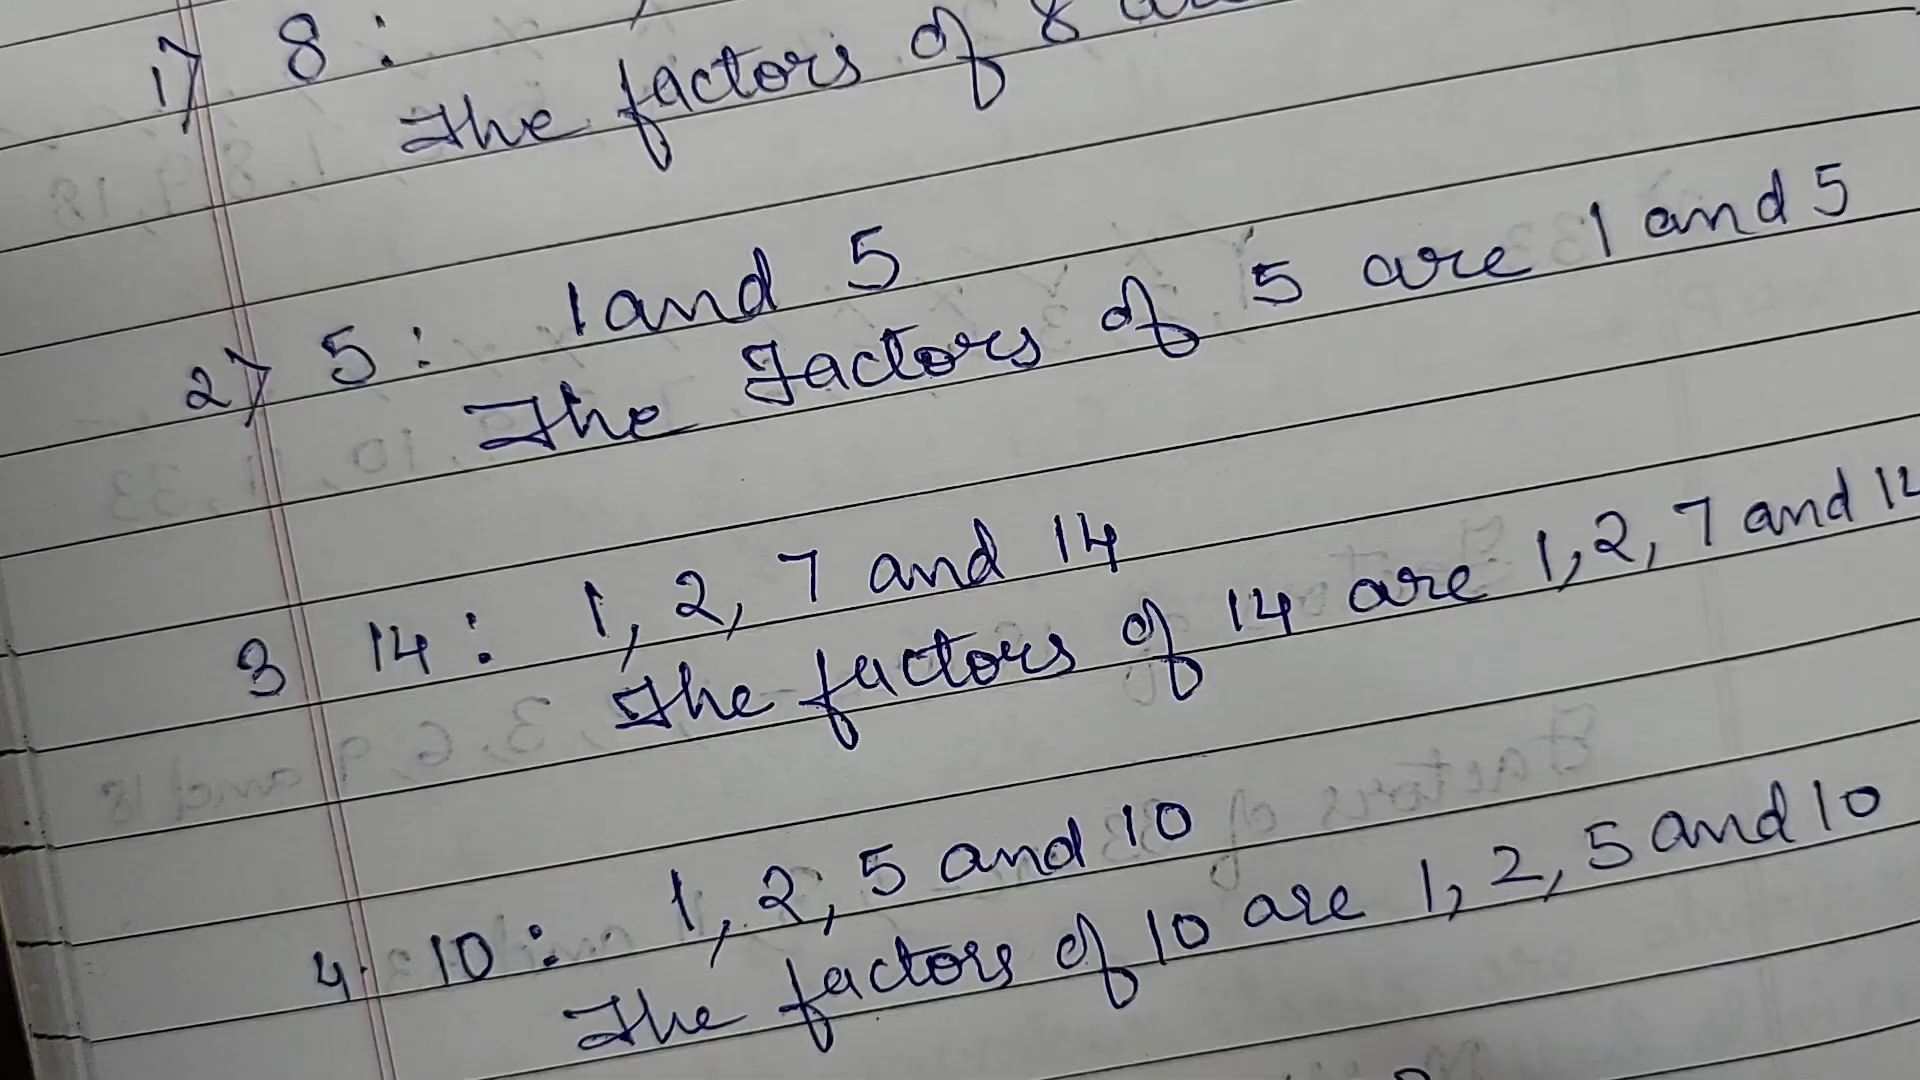 1) 8 :
The factors of 8
2) 5 : 1 and 5
The Factors of 5 are 1 and 5
3 14 : 1, 2, 7 and 14
The factors of 14 are 1, 2, 7 and
4. 10 : 1, 2, 5 and 10
The factors of 10 are 1, 2, 5 and 10